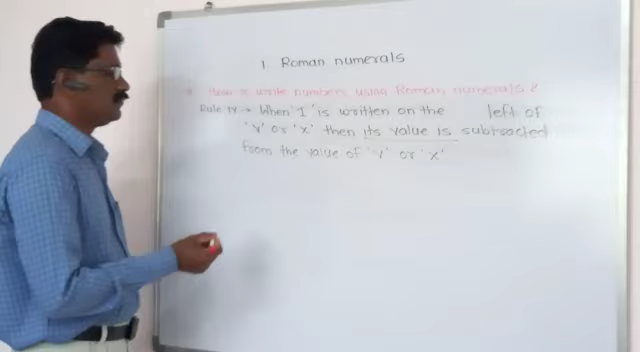 1 Roman numerals
* How to write numbers using Roman numerals ?
Rule IV → When 'I' is written on the left of
'V' or 'X' then its value is subtracted
from the value of 'V' or 'X'